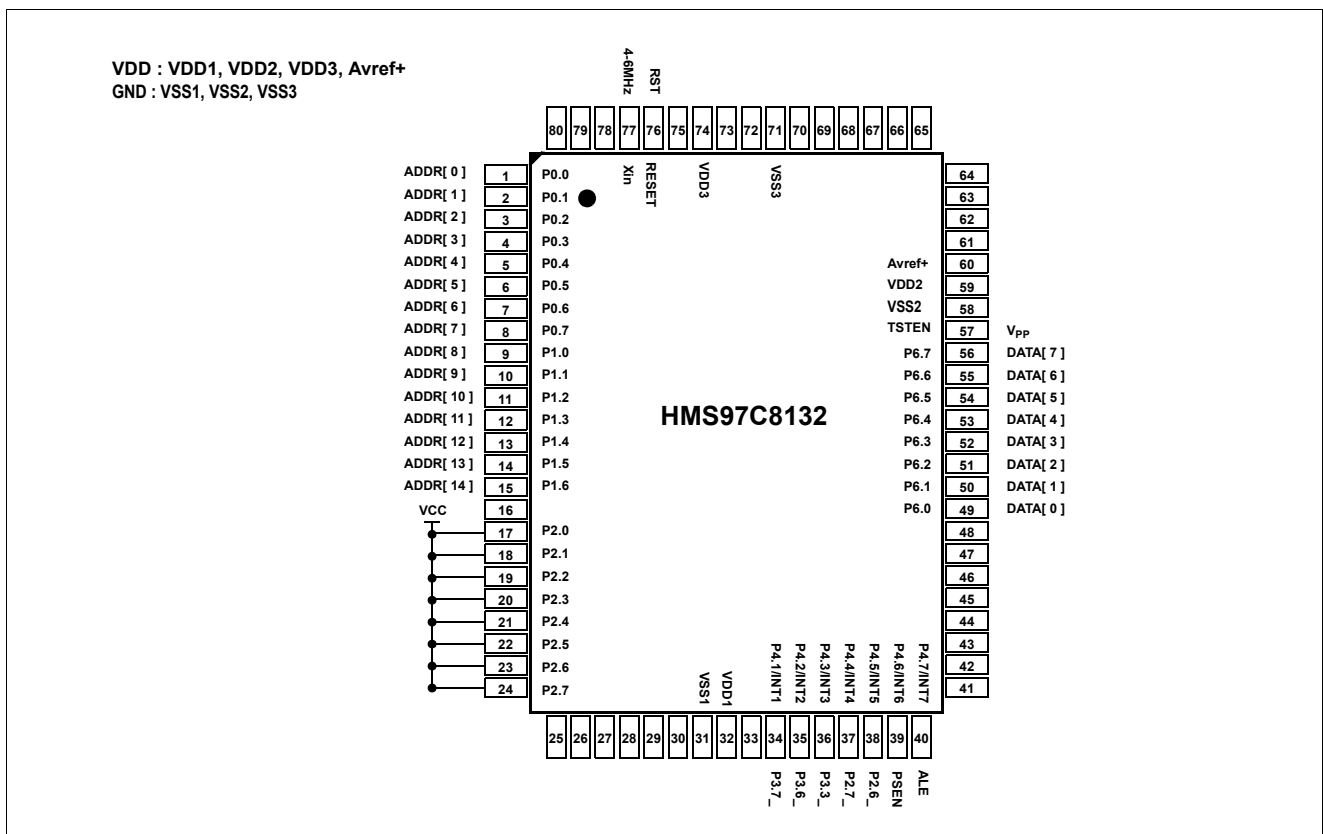 VDD : VDD1, VDD2, VDD3, Avref+
GND : VSS1, VSS2, VSS3
4-6MHz
RST
80 79 78 77 76 75 74 73 72 71 70 69 68 67 66 65
Xin
RESET
VDD3
VSS3
ADDR[ 0 ] 1 P0.0
ADDR[ 1 ] 2 P0.1
ADDR[ 2 ] 3 P0.2
ADDR[ 3 ] 4 P0.3
ADDR[ 4 ] 5 P0.4
ADDR[ 5 ] 6 P0.5
ADDR[ 6 ] 7 P0.6
ADDR[ 7 ] 8 P0.7
ADDR[ 8 ] 9 P1.0
ADDR[ 9 ] 10 P1.1
ADDR[ 10 ] 11 P1.2
ADDR[ 11 ] 12 P1.3
ADDR[ 12 ] 13 P1.4
ADDR[ 13 ] 14 P1.5
ADDR[ 14 ] 15 P1.6
VCC 16
17 P2.0
18 P2.1
19 P2.2
20 P2.3
21 P2.4
22 P2.5
23 P2.6
24 P2.7
HMS97C8132
64
63
62
61
Avref+ 60
VDD2 59
VSS2 58
TSTEN 57 VPP
P6.7 56 DATA[ 7 ]
P6.6 55 DATA[ 6 ]
P6.5 54 DATA[ 5 ]
P6.4 53 DATA[ 4 ]
P6.3 52 DATA[ 3 ]
P6.2 51 DATA[ 2 ]
P6.1 50 DATA[ 1 ]
P6.0 49 DATA[ 0 ]
48
47
46
45
44
43
42
41
VSS1
VDD1
P4.1/INT1
P4.2/INT2
P4.3/INT3
P4.4/INT4
P4.5/INT5
P4.6/INT6
P4.7/INT7
25 26 27 28 29 30 31 32 33 34 35 36 37 38 39 40
P3.7_
P3.6_
P3.3_
P2.7_
P2.6_
PSEN
ALE